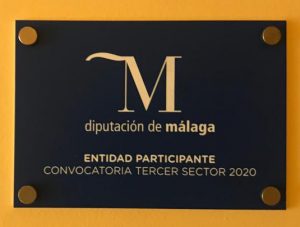 M
diputación de málaga
ENTIDAD PARTICIPANTE
CONVOCATORIA TERCER SECTOR 2020